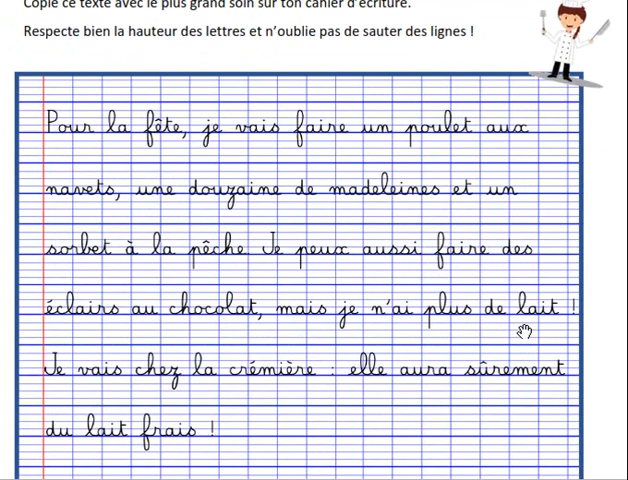 Copie ce texte avec le plus grand soin sur ton cahier d'écriture.
Respecte bien la hauteur des lettres et n'oublie pas de sauter des lignes !
Pour la fête, je vais faire un poulet aux
navets, une douzaine de madeleines et un
sorbet à la pêche Je peux aussi faire des
éclairs au chocolat, mais je n'ai plus de lait !
Je vais chez la crémière : elle aura sûrement
du lait frais !